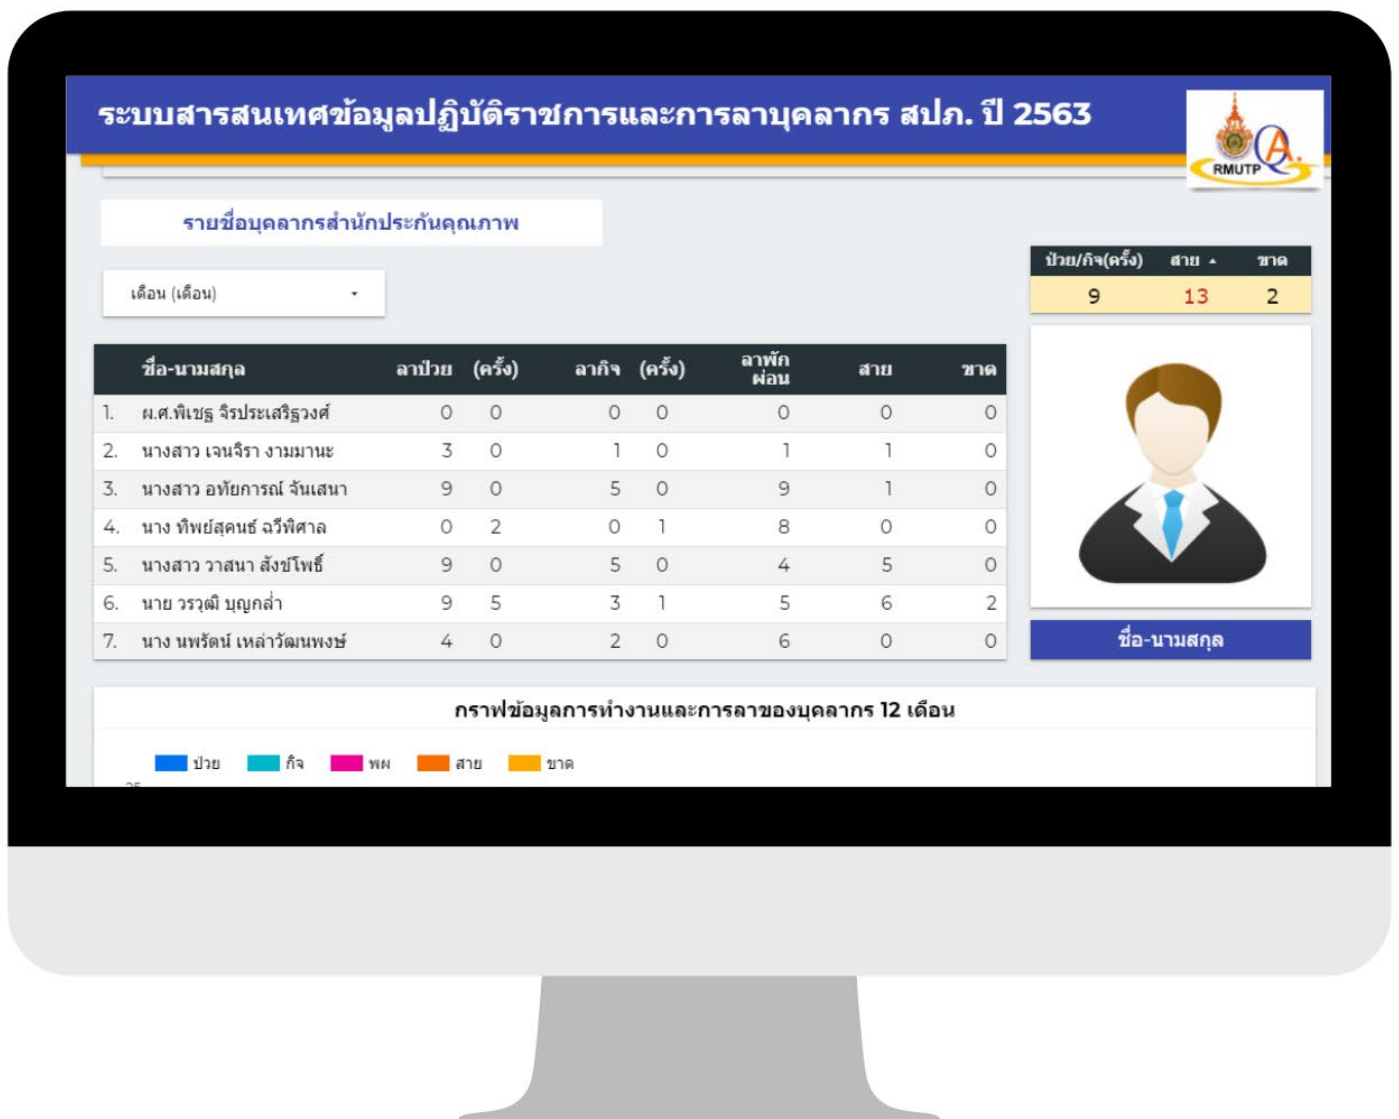 ระบบสารสนเทศข้อมูลปฏิบัติราชการและการลาบุคลากร สปภ. ปี 2563
QA.
RMUTP
รายชื่อบุคลากรสำนักประกันคุณภาพ
เดือน (เดือน)
ป่วย/กิจ(ครั้ง) สาย ขาด
9 13 2
ชื่อ-นามสกุล ลาป่วย (ครั้ง) ลากิจ (ครั้ง) ลาพักผ่อน สาย ขาด
1. ผ.ศ.พิเชฐ จิรประเสริฐวงศ์ 0 0 0 0 0 0 0
2. นางสาว เจนจิรา งามมานะ 3 0 1 0 1 1 0
3. นางสาว อทัยการณ์ จันเสนา 9 0 5 0 9 1 0
4. นาง ทิพย์สุคนธ์ ฉวีพิศาล 0 2 0 1 8 0 0
5. นางสาว วาสนา สังข์โพธิ์ 9 0 5 0 4 5 0
6. นาย วรวุฒิ บุญกล่ำ 9 5 3 1 5 6 2
7. นาง นพรัตน์ เหล่าวัฒนพงษ์ 4 0 2 0 6 0 0
ชื่อ-นามสกุล
กราฟข้อมูลการทำงานและการลาของบุคลากร 12 เดือน
ป่วย กิจ พผ สาย ขาด